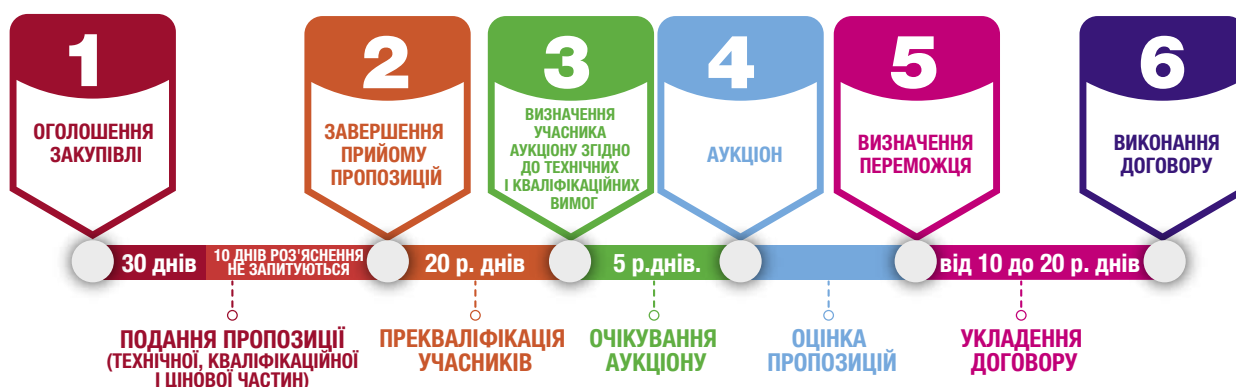 1
ОГОЛОШЕННЯ
ЗАКУПІВЛІ
2
ЗАВЕРШЕННЯ
ПРИЙОМУ
ПРОПОЗИЦІЙ
3
ВИЗНАЧЕННЯ
УЧАСНИКА
АУКЦІОНУ ЗГІДНО
ДО ТЕХНІЧНИХ
І КВАЛІФІКАЦІЙНИХ
ВИМОГ
4
АУКЦІОН
5
ВИЗНАЧЕННЯ
ПЕРЕМОЖЦЯ
6
ВИКОНАННЯ
ДОГОВОРУ
30 днів
10 ДНІВ РОЗ'ЯСНЕННЯ
НЕ ЗАПИТУЮТЬСЯ
20 р. днів
5 р.днів.
від 10 до 20 р. днів
ПОДАННЯ ПРОПОЗИЦІЇ
(ТЕХНІЧНОЇ, КВАЛІФІКАЦІЙНОЇ
І ЦІНОВОЇ ЧАСТИН)
ПРЕКВАЛІФІКАЦІЯ
УЧАСНИКІВ
ОЧІКУВАННЯ
АУКЦІОНУ
ОЦІНКА
ПРОПОЗИЦІЙ
УКЛАДЕННЯ
ДОГОВОРУ